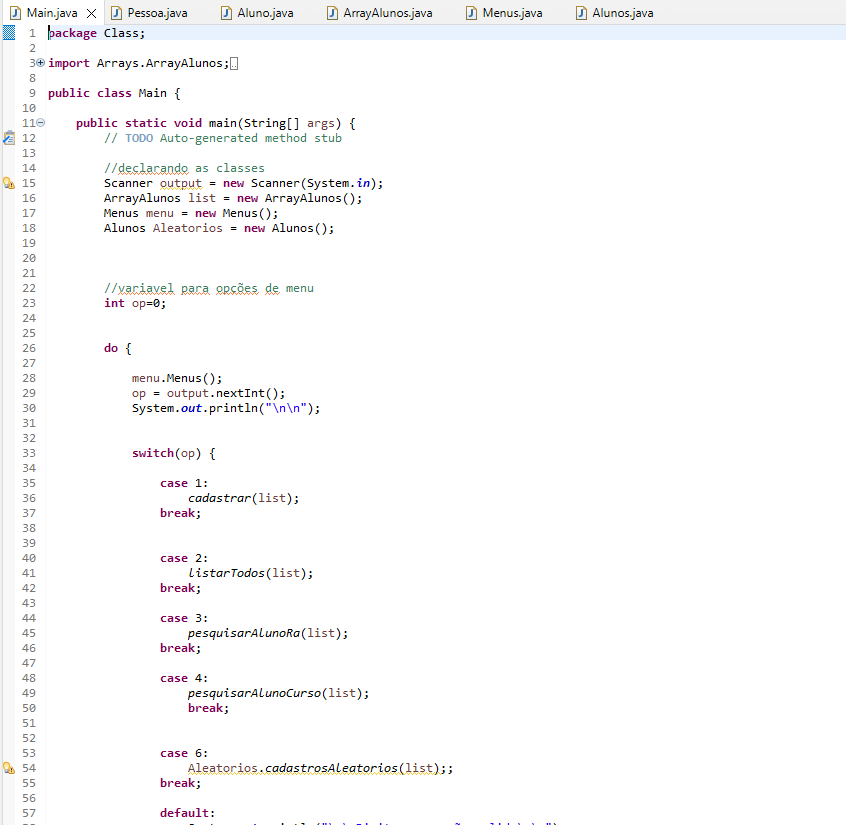 Main.java Pessoa.java Aluno.java ArrayAlunos.java Menus.java Alunos.java
1 package Class;
2
3 import Arrays.ArrayAlunos;
8
9 public class Main {
10
11 public static void main(String[] args) {
12 // TODO Auto-generated method stub
13
14 //declarando as classes
15 Scanner output = new Scanner(System.in);
16 ArrayAlunos list = new ArrayAlunos();
17 Menus menu = new Menus();
18 Alunos Aleatorios = new Alunos();
19
20
21
22 //variavel para opções de menu
23 int op=0;
24
25
26 do {
27
28 menu.Menus();
29 op = output.nextInt();
30 System.out.println("\n\n");
31
32
33 switch(op) {
34
35 case 1:
36 cadastrar(list);
37 break;
38
39
40 case 2:
41 listarTodos(list);
42 break;
43
44 case 3:
45 pesquisarAlunoRa(list);
46 break;
47
48 case 4:
49 pesquisarAlunoCurso(list);
50 break;
51
52
53 case 6:
54 Aleatorios.cadastrosAleatorios(list);;
55 break;
56
57 default: